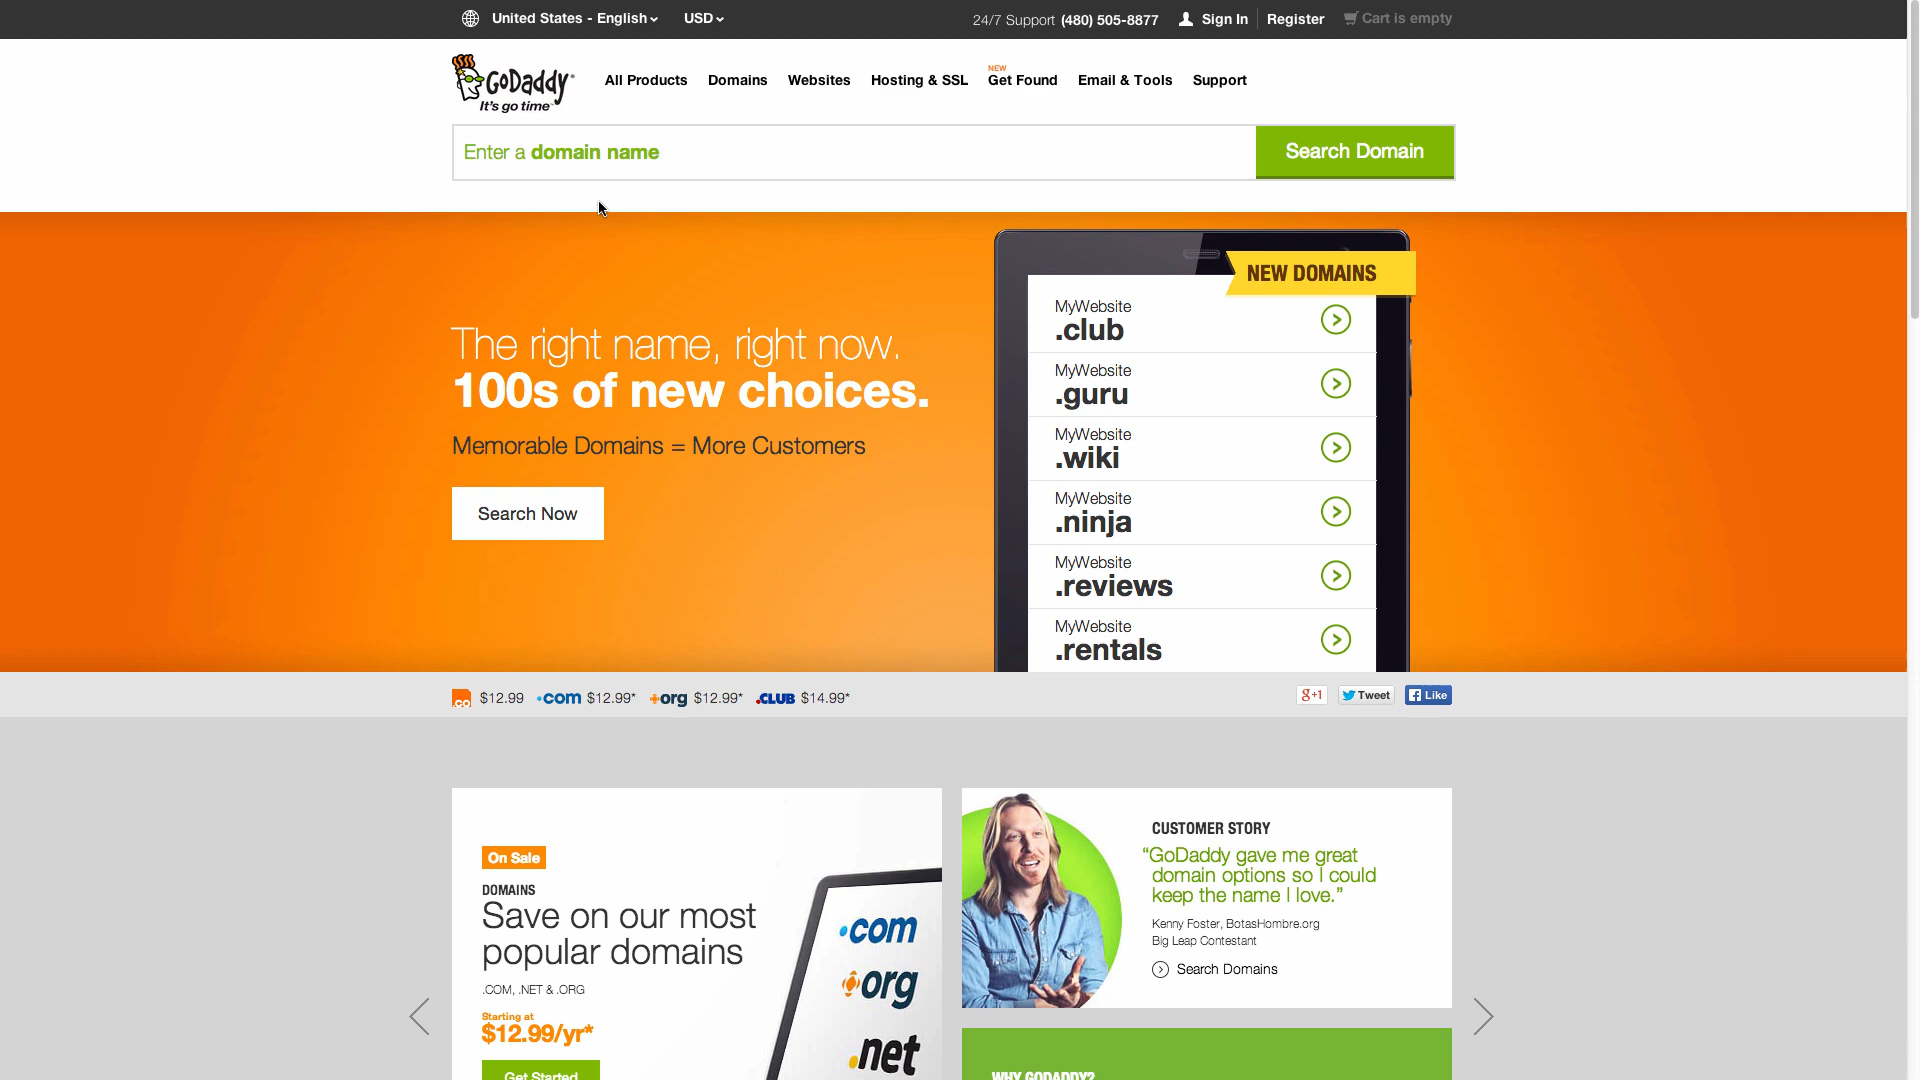 United States - English
USD
24/7 Support (480) 505-8877
Sign In
Register
Cart is empty
GoDaddy
It's go time
All Products
Domains
Websites
Hosting & SSL
NEW
Get Found
Email & Tools
Support
Enter a domain name
Search Domain
The right name, right now.
100s of new choices.
Memorable Domains = More Customers
Search Now
NEW DOMAINS
MyWebsite
.club
MyWebsite
.guru
MyWebsite
.wiki
MyWebsite
.ninja
MyWebsite
.reviews
MyWebsite
.rentals
.co $12.99
.com $12.99*
.org $12.99*
.CLUB $14.99*
g+1
Tweet
Like
On Sale
DOMAINS
Save on our most
popular domains
.COM, .NET & .ORG
Starting at
$12.99/yr*
Get Started
.com
.org
.net
CUSTOMER STORY
“GoDaddy gave me great
domain options so I could
keep the name I love.”
Kenny Foster, BotasHombre.org
Big Leap Contestant
Search Domains
WHY GODADDY?